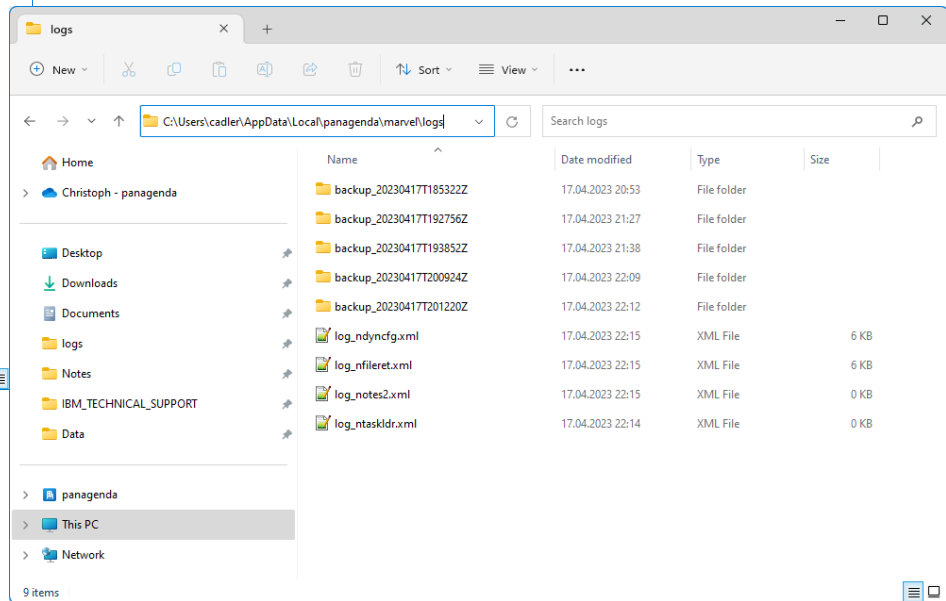 logs
New
Sort
View
C:\Users\cadler\AppData\Local\panagenda\marvel\logs
Search logs
Home
Christoph - panagenda
Desktop
Downloads
Documents
logs
Notes
IBM_TECHNICAL_SUPPORT
Data
panagenda
This PC
Network
Name Date modified Type Size
backup_20230417T185322Z 17.04.2023 20:53 File folder
backup_20230417T192756Z 17.04.2023 21:27 File folder
backup_20230417T193852Z 17.04.2023 21:38 File folder
backup_20230417T200924Z 17.04.2023 22:09 File folder
backup_20230417T201220Z 17.04.2023 22:12 File folder
log_ndyncfg.xml 17.04.2023 22:15 XML File 6 KB
log_nfileret.xml 17.04.2023 22:15 XML File 6 KB
log_notes2.xml 17.04.2023 22:15 XML File 0 KB
log_ntaskldr.xml 17.04.2023 22:14 XML File 0 KB
9 items